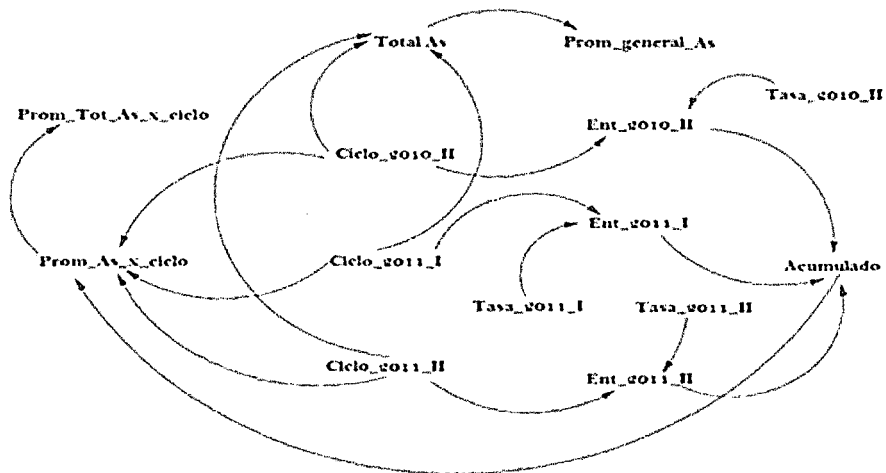 Total As
Prom_general_As
Tasa_2010_II
Prom_Tot_As_x_ciclo
Ent_2010_II
Ciclo_2010_II
Ent_2011_I
Prom_As_x_ciclo
Ciclo_2011_I
Acumulado
Tasa_2011_I
Tasa_2011_II
Ciclo_2011_II
Ent_2011_II